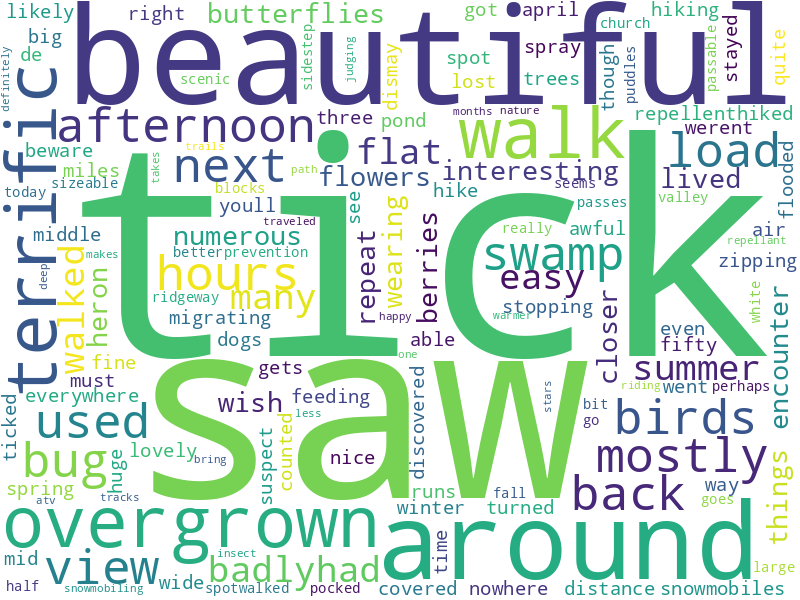 likely
right
butterflies
got
april
hiking
big
de
beautiful
church
spray
spot
lost
trees
though
puddles
passable
stayed
quite
definitely
scenic
sidestep
judging
dismay
terrific
afternoon
three
pond
months
nature
repellenthiked
werent
beware
miles
sizeable
today
takes
trails
next
path
flat
flowers
walk
interesting
load
lived
flooded
hike
seems
valley
blocks
youll
see
tick
passes
middle
traveled
numerous
betterprevention
really
awful
air
repellant
makes
deep
walked
heron
hours
many
ridgeway
migrating
repeat
wearing
berries
swamp
easy
stopping
zipping
white
encounter
closer
happy
warmer
dogs
able
one
even
fifty
summer
fine
must
gets
saw
everywhere
ticked
used
wish
feeding
less
discovered
stars
riding
went
perhaps
bit
go
birds
bug
huge
lovely
bring
suspect
counted
nice
mostly
things
spring
atv
tracks
runs
fall
back
way
goes
overgrown
winter
turned
around
time
mid
view
insect
badlyhad
large
half
snowmobiling
wide
spotwalked
pocked
covered
nowhere
distance
snowmobiles